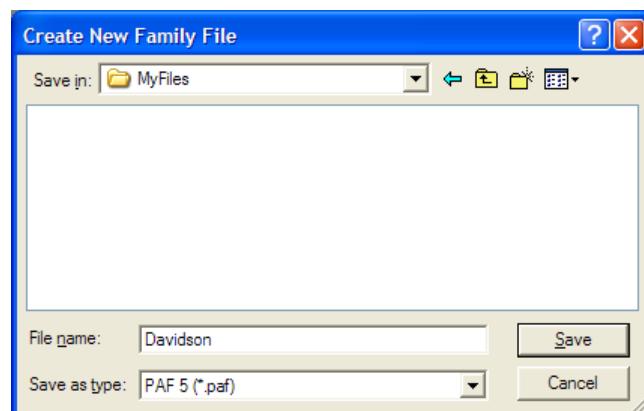 Create New Family File
Save in: MyFiles
File name: Davidson Save
Save as type: PAF 5 (*.paf) Cancel